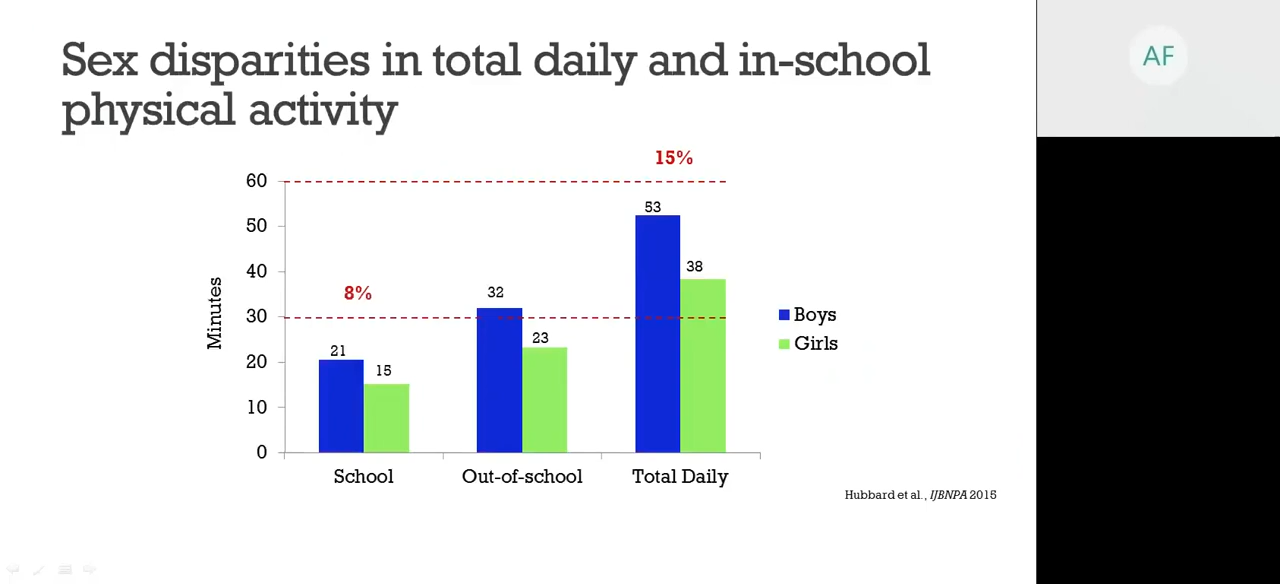 Sex disparities in total daily and in-school
physical activity
AF
15%
60
50
40
30
20
10
0
Minutes
8%
21
15
32
23
53
38
School
Out-of-school
Total Daily
Boys
Girls
Hubbard et al., IJBNPA 2015